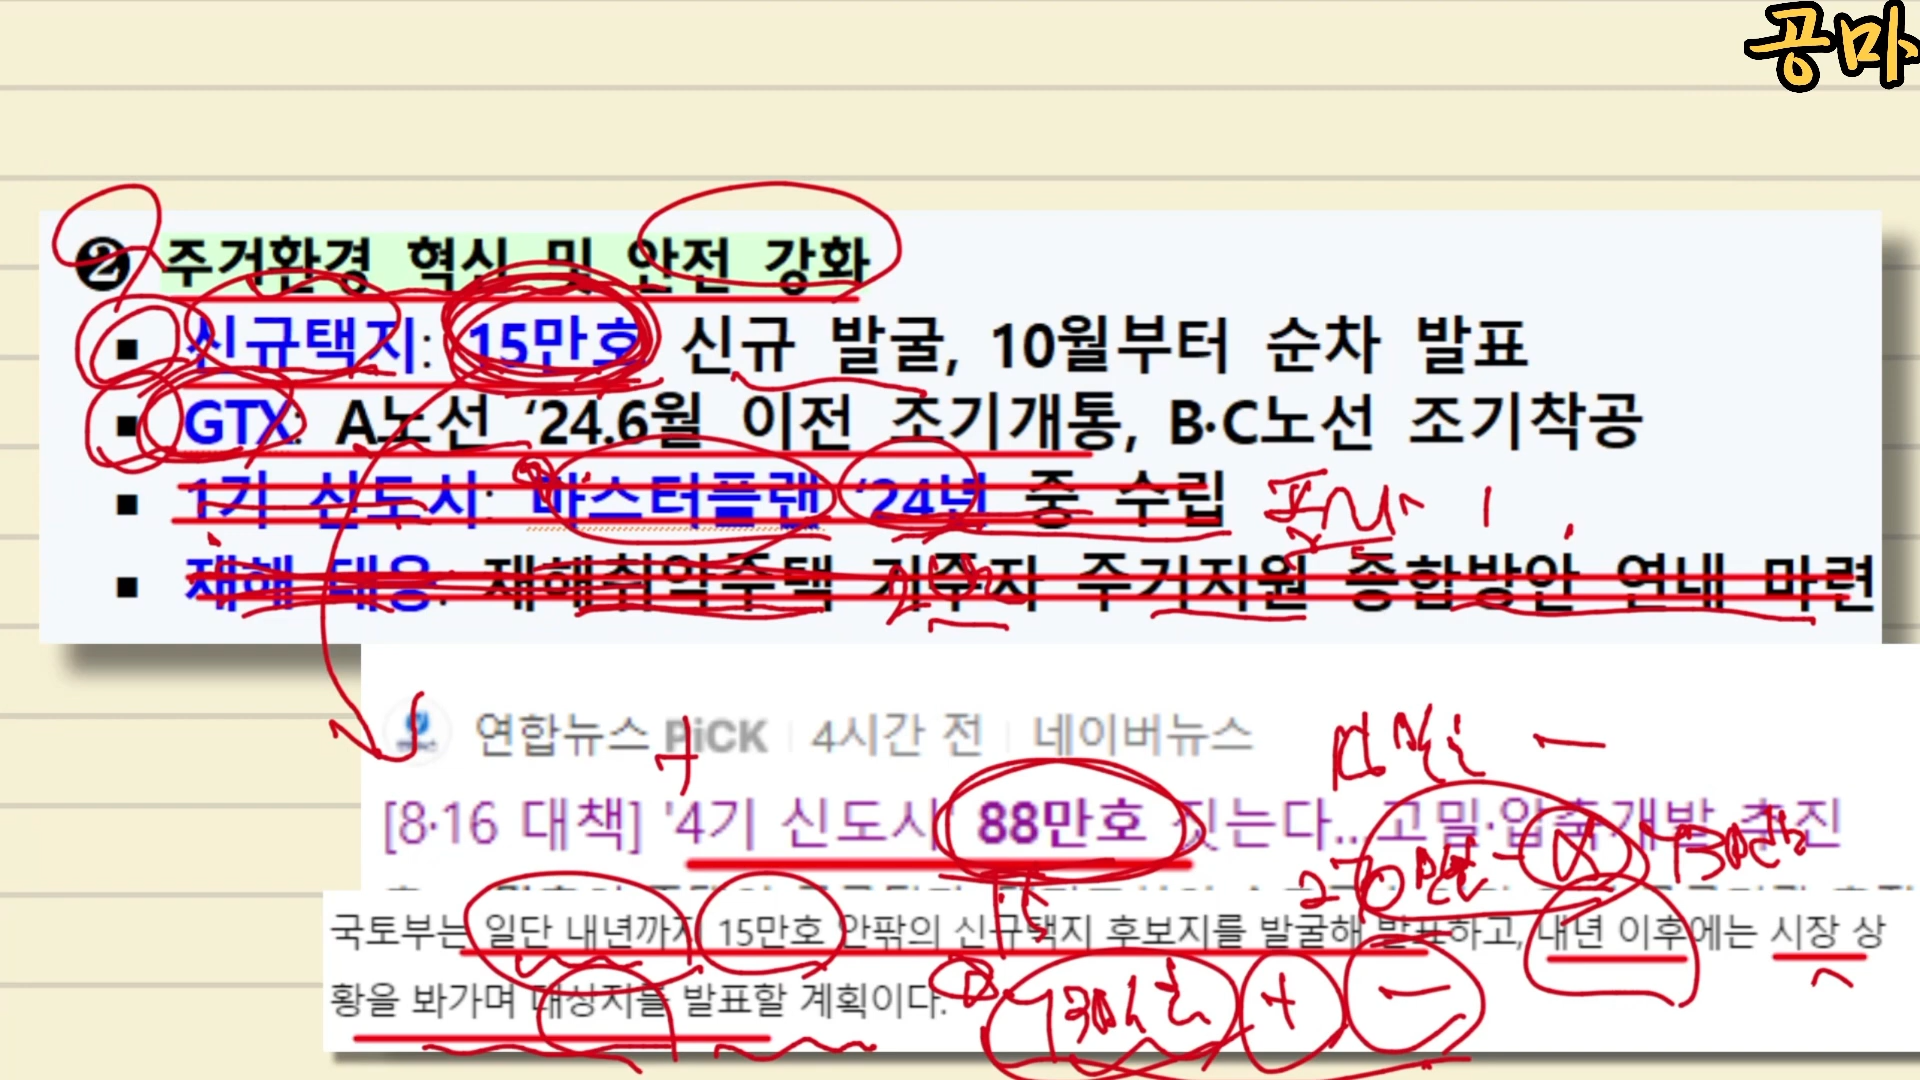 공마
❷ 주거환경 혁신 및 안전 강화
▪ 신규택지: 15만호 신규 발굴, 10월부터 순차 발표
▪ GTX: A노선 ‘24.6월 이전 조기개통, B·C노선 조기착공
▪ 1기 신도시: 마스터플랜 ‘24년 중 수립
▪ 재해 대응: 재해취약주택 거주자 주거지원 종합방안 연내 마련
연합뉴스 PiCK 4시간 전 네이버뉴스
[8·16 대책] '4기 신도시' 88만호 짓는다... 고밀·압축개발 추진
국토부는 일단 내년까지 15만호 안팎의 신규택지 후보지를 발굴해 발표하고, 내년 이후에는 시장 상
황을 봐가며 대상지를 발표할 계획이다.